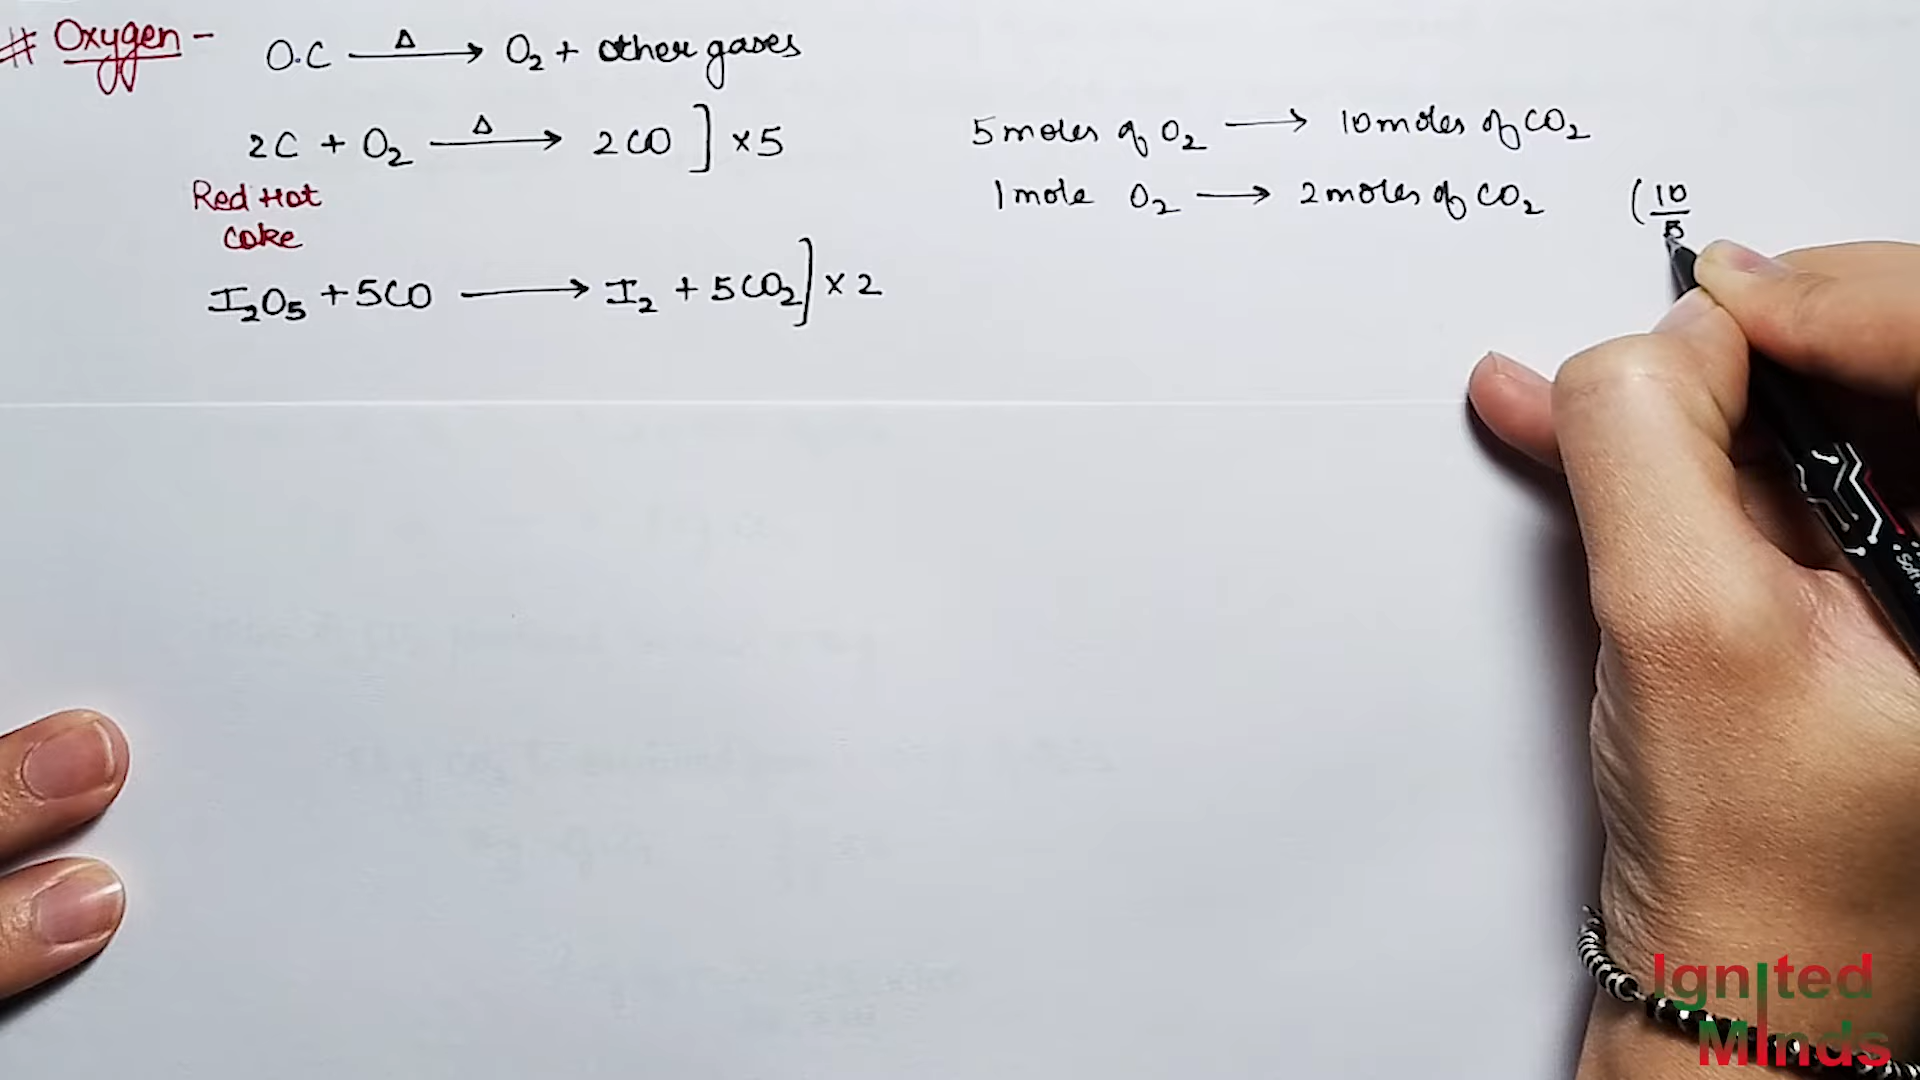 # Oxygen - O.C —Δ→ O₂ + other gases
2C + O₂ —Δ→ 2CO ] ×5
Red Hot
coke
I₂O₅ + 5CO ⟶ I₂ + 5CO₂ ] × 2
5 moles of O₂ ⟶ 10 moles of CO₂
1 mole O₂ ⟶ 2 moles of CO₂ (10/5
Soft
Ignited
Minds